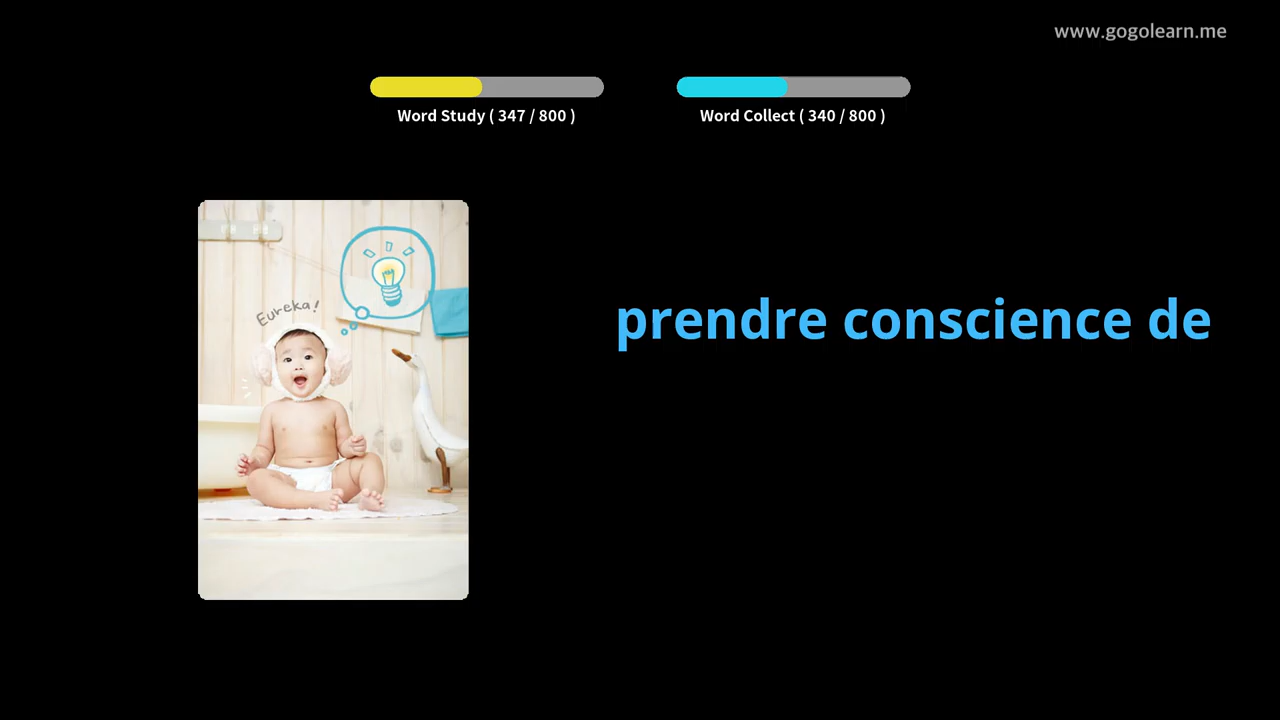 www.gogolearn.me
Word Study ( 347 / 800 )
Word Collect ( 340 / 800 )
Eureka!
prendre conscience de